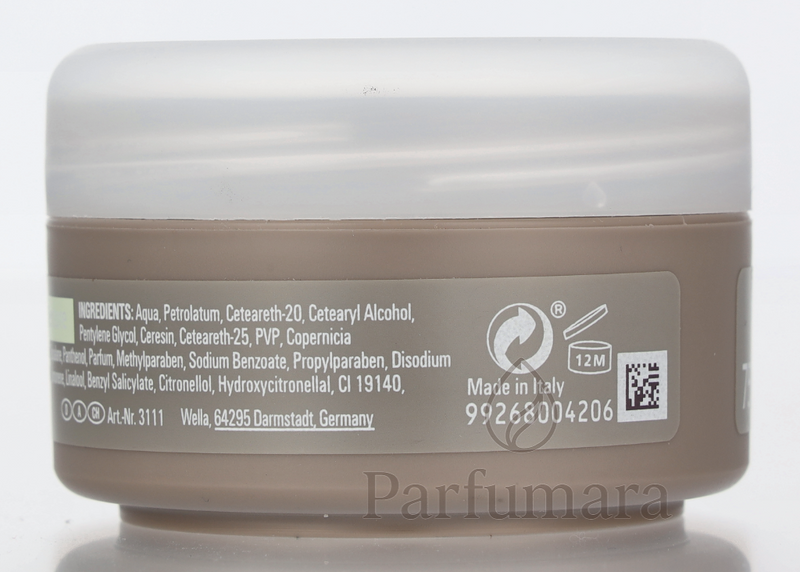 INGREDIENTS: Aqua, Petrolatum, Ceteareth-20, Cetearyl Alcohol,
Pentylene Glycol, Ceresin, Ceteareth-25, PVP, Copernicia
Panthenol, Parfum, Methylparaben, Sodium Benzoate, Propylparaben, Disodium
Linalool, Benzyl Salicylate, Citronellol, Hydroxycitronellal, CI 19140,
D A CH Art.-Nr. 3111 Wella, 64295 Darmstadt, Germany
®
12M
Made in Italy
99268004206
Parfumara